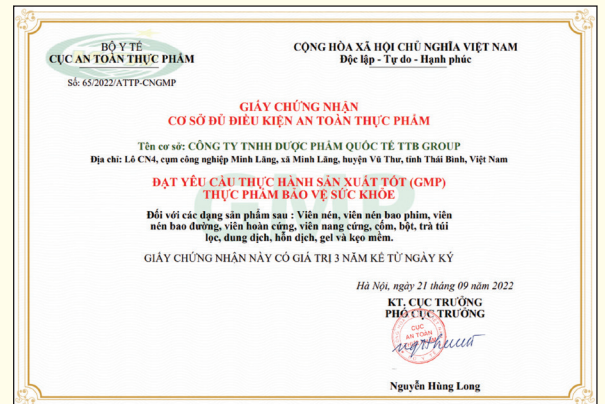 BỘ Y TẾ
CỤC AN TOÀN THỰC PHẨM
Số: 65/2022/ATTP-CNGMP
CỘNG HÒA XÃ HỘI CHỦ NGHĨA VIỆT NAM
Độc lập - Tự do - Hạnh phúc
GIẤY CHỨNG NHẬN
CƠ SỞ ĐỦ ĐIỀU KIỆN AN TOÀN THỰC PHẨM
Tên cơ sở: CÔNG TY TNHH DƯỢC PHẨM QUỐC TẾ TTB GROUP
Địa chỉ: Lô CN4, cụm công nghiệp Minh Lãng, xã Minh Lãng, huyện Vũ Thư, tỉnh Thái Bình, Việt Nam
ĐẠT YÊU CẦU THỰC HÀNH SẢN XUẤT TỐT (GMP)
THỰC PHẨM BẢO VỆ SỨC KHỎE
GMP
Đối với các dạng sản phẩm sau : Viên nén, viên nén bao phim, viên
nén bao đường, viên hoàn cứng, viên nang cứng, cốm, bột, trà túi
lọc, dung dịch, hỗn dịch, gel và kẹo mềm.
GIẤY CHỨNG NHẬN NÀY CÓ GIÁ TRỊ 3 NĂM KỂ TỪ NGÀY KÝ
Hà Nội, ngày 21 tháng 09 năm 2022
KT. CỤC TRƯỞNG
PHÓ CỤC TRƯỞNG
CỤC
AN TOÀN
Nguyễn Hùng Long